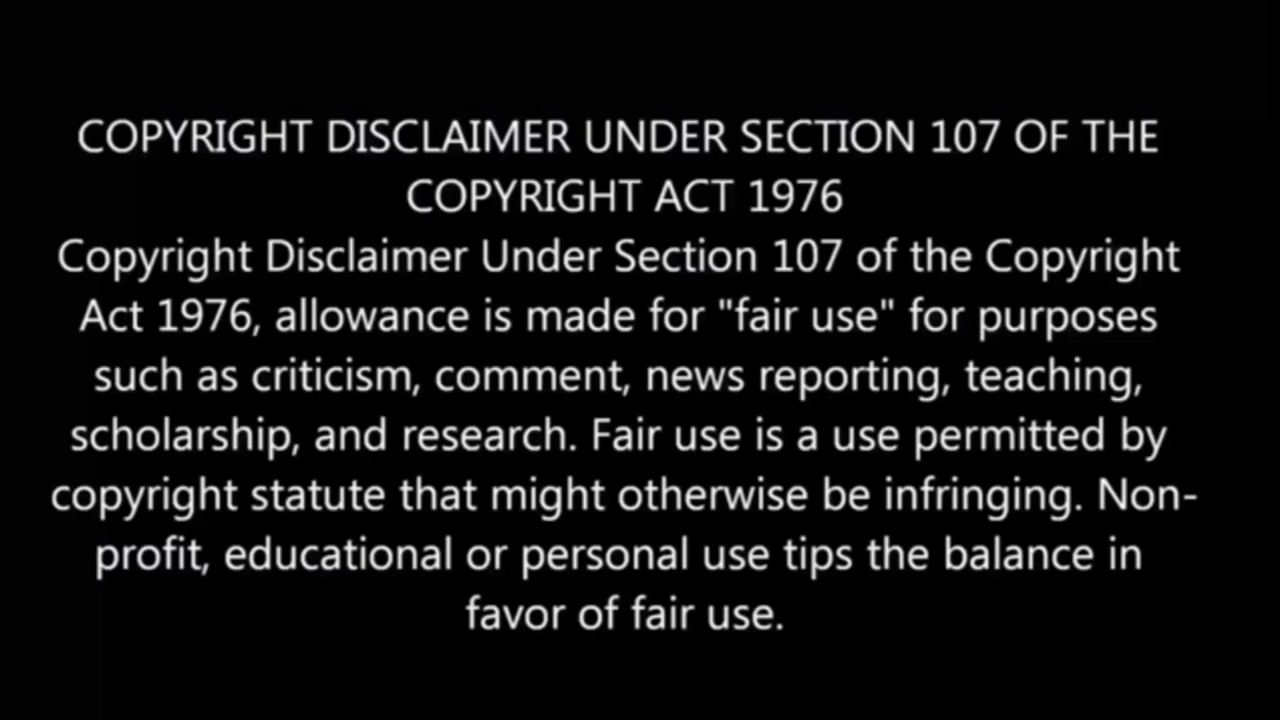 COPYRIGHT DISCLAIMER UNDER SECTION 107 OF THE
COPYRIGHT ACT 1976
Copyright Disclaimer Under Section 107 of the Copyright
Act 1976, allowance is made for "fair use" for purposes
such as criticism, comment, news reporting, teaching,
scholarship, and research. Fair use is a use permitted by
copyright statute that might otherwise be infringing. Non-
profit, educational or personal use tips the balance in
favor of fair use.